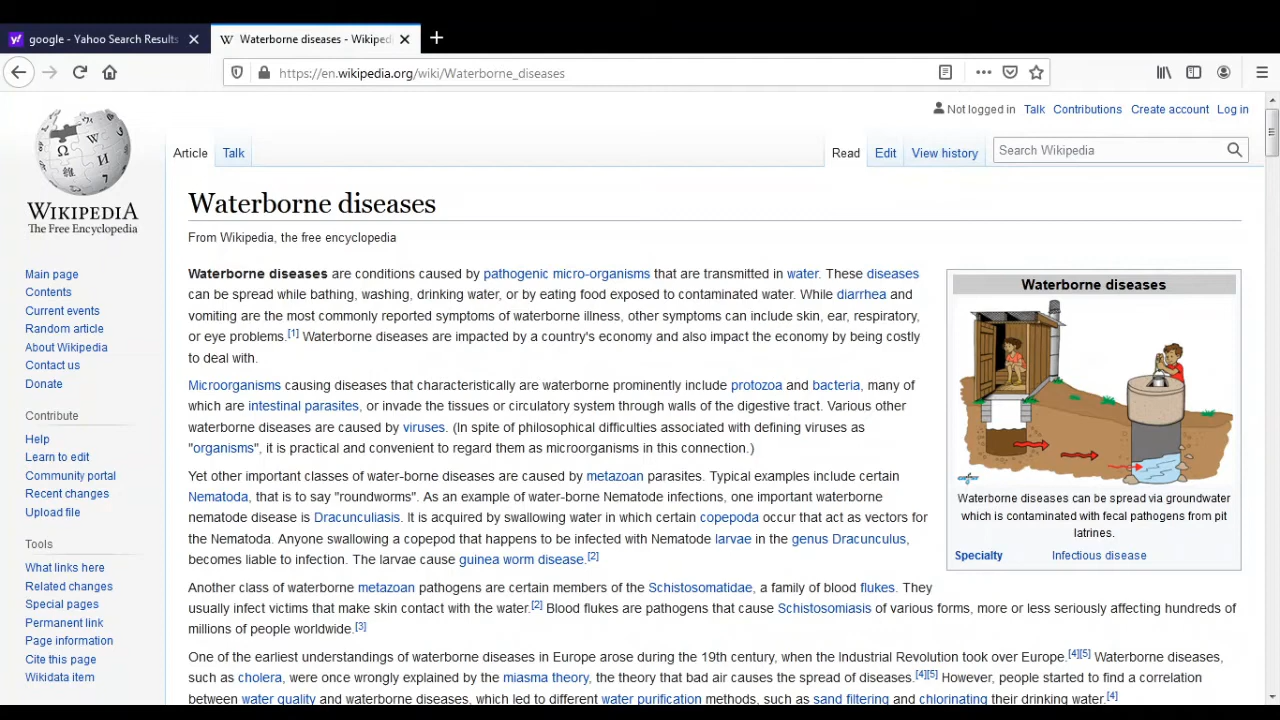 google - Yahoo Search Results
Waterborne diseases - Wikiped
https://en.wikipedia.org/wiki/Waterborne_diseases
Not logged in Talk Contributions Create account Log in
Article Talk Read Edit View history Search Wikipedia
WIKIPEDIA
The Free Encyclopedia
Main page
Contents
Current events
Random article
About Wikipedia
Contact us
Donate
Contribute
Help
Learn to edit
Community portal
Recent changes
Upload file
Tools
What links here
Related changes
Special pages
Permanent link
Page information
Cite this page
Wikidata item
Waterborne diseases
From Wikipedia, the free encyclopedia
Waterborne diseases are conditions caused by pathogenic micro-organisms that are transmitted in water. These diseases
can be spread while bathing, washing, drinking water, or by eating food exposed to contaminated water. While diarrhea and
vomiting are the most commonly reported symptoms of waterborne illness, other symptoms can include skin, ear, respiratory,
or eye problems.[1] Waterborne diseases are impacted by a country's economy and also impact the economy by being costly
to deal with.
Microorganisms causing diseases that characteristically are waterborne prominently include protozoa and bacteria, many of
which are intestinal parasites, or invade the tissues or circulatory system through walls of the digestive tract. Various other
waterborne diseases are caused by viruses. (In spite of philosophical difficulties associated with defining viruses as
"organisms", it is practical and convenient to regard them as microorganisms in this connection.)
Yet other important classes of water-borne diseases are caused by metazoan parasites. Typical examples include certain
Nematoda, that is to say "roundworms". As an example of water-borne Nematode infections, one important waterborne
nematode disease is Dracunculiasis. It is acquired by swallowing water in which certain copepoda occur that act as vectors for
the Nematoda. Anyone swallowing a copepod that happens to be infected with Nematode larvae in the genus Dracunculus,
becomes liable to infection. The larvae cause guinea worm disease.[2]
Another class of waterborne metazoan pathogens are certain members of the Schistosomatidae, a family of blood flukes. They
usually infect victims that make skin contact with the water.[2] Blood flukes are pathogens that cause Schistosomiasis of various forms, more or less seriously affecting hundreds of
millions of people worldwide.[3]
One of the earliest understandings of waterborne diseases in Europe arose during the 19th century, when the Industrial Revolution took over Europe.[4][5] Waterborne diseases,
such as cholera, were once wrongly explained by the miasma theory, the theory that bad air causes the spread of diseases.[4][5] However, people started to find a correlation
between water quality and waterborne diseases, which led to different water purification methods, such as sand filtering and chlorinating their drinking water.[4]
Waterborne diseases
Waterborne diseases can be spread via groundwater
which is contaminated with fecal pathogens from pit
latrines.
Specialty Infectious disease